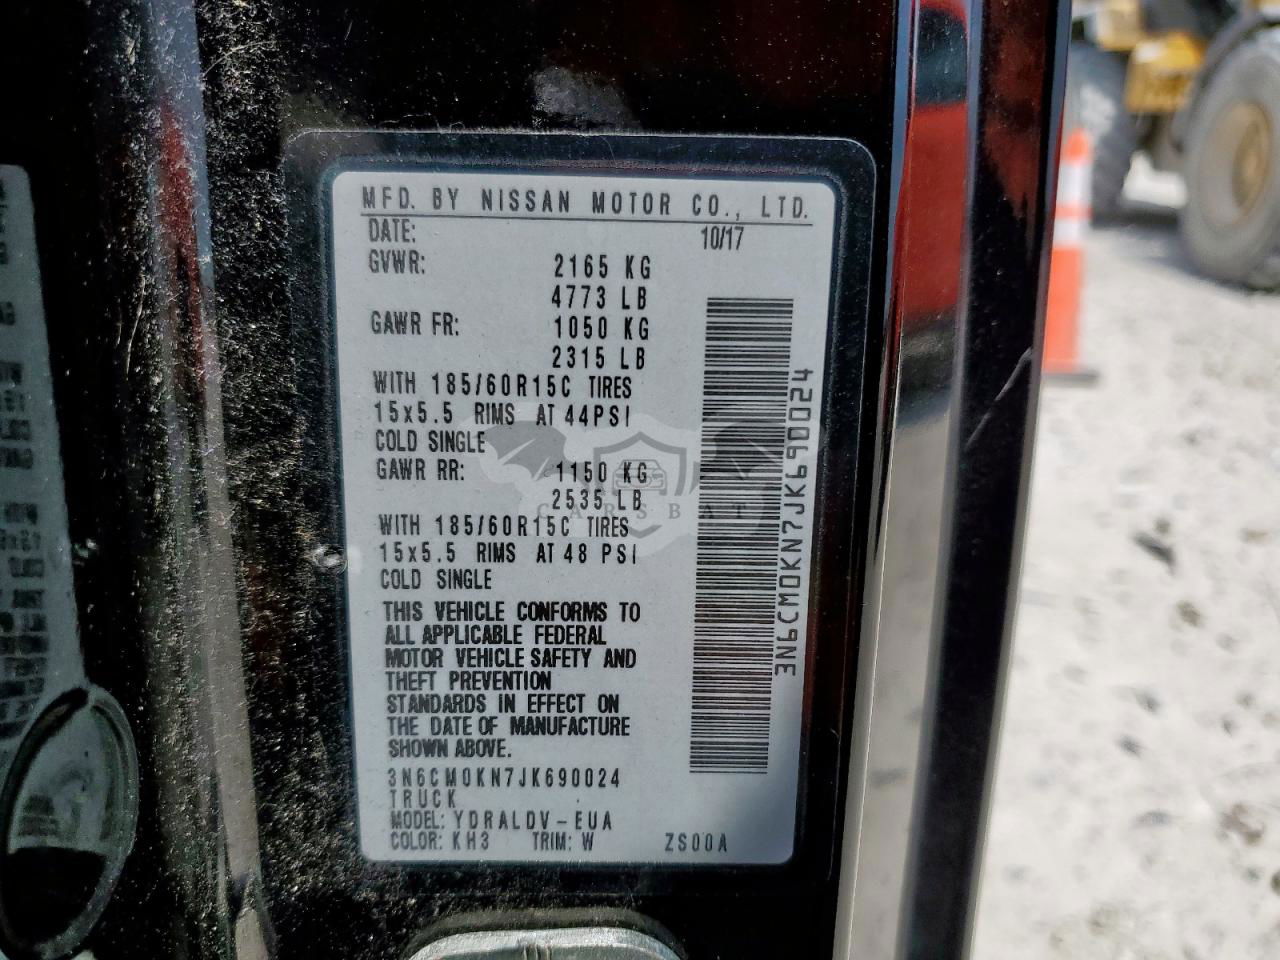 MFD. BY NISSAN MOTOR CO., LTD.
DATE: 10/17
GVWR: 2165 KG
4773 LB
GAWR FR: 1050 KG
2315 LB
WITH 185/60R15C TIRES
15x5.5 RIMS AT 44PSI
COLD SINGLE
GAWR RR: 1150 KG
2535 LB
WITH 185/60R15C TIRES
15x5.5 RIMS AT 48 PSI
COLD SINGLE
THIS VEHICLE CONFORMS TO
ALL APPLICABLE FEDERAL
MOTOR VEHICLE SAFETY AND
THEFT PREVENTION
STANDARDS IN EFFECT ON
THE DATE OF MANUFACTURE
SHOWN ABOVE.
3N6CM0KN7JK690024
TRUCK
MODEL: YDRALDV-EUA
COLOR: KH3 TRIM: W ZS00A
3N6CM0KN7JK690024
CARSBAT